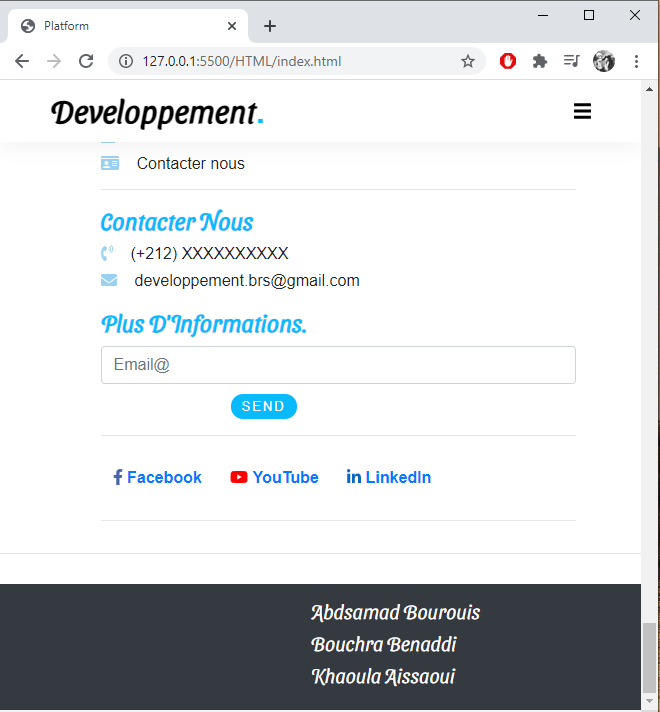 Platform
127.0.0.1:5500/HTML/index.html
Developpement.
Contacter nous
Contacter Nous
(+212) XXXXXXXXXX
developpement.brs@gmail.com
Plus D'Informations.
Email@
SEND
Facebook YouTube LinkedIn
Abdsamad Bourouis
Bouchra Benaddi
Khaoula Aissaoui